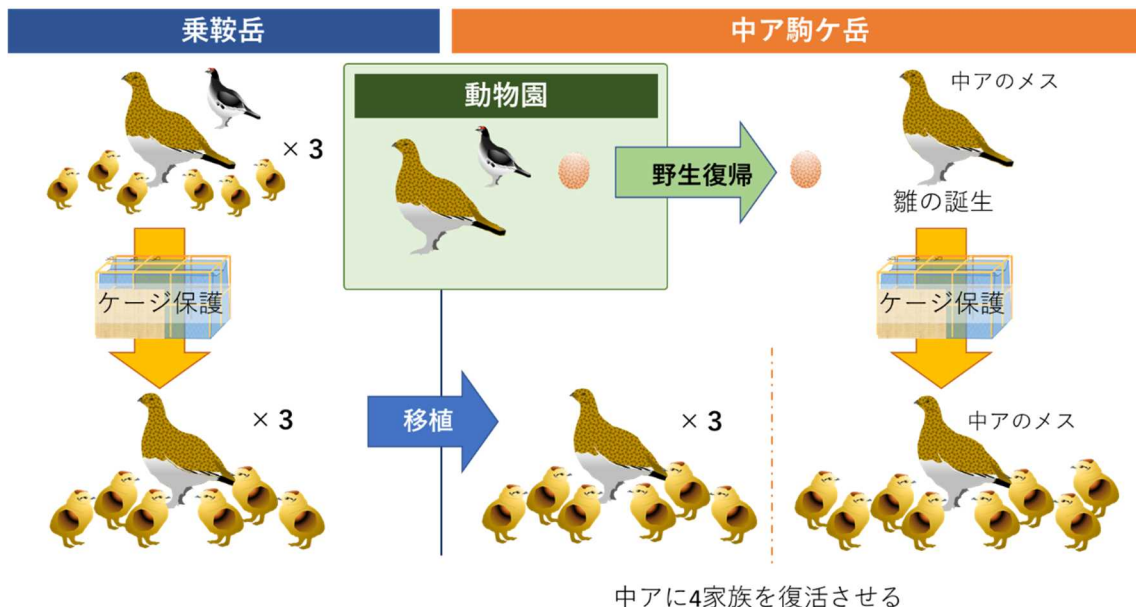 乗鞍岳
中ア駒ケ岳
動物園
中アのメス
× 3
野生復帰
雛の誕生
ケージ保護
ケージ保護
× 3
移植
× 3
中アのメス
中アに4家族を復活させる